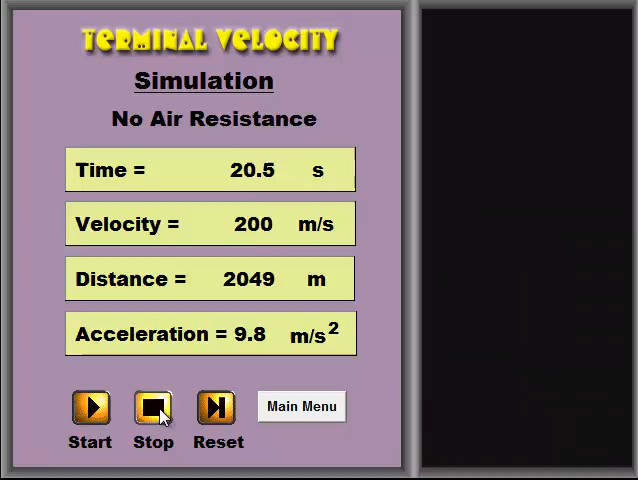 TERMINAL VELOCITY
Simulation
No Air Resistance
Time = 20.5 s
Velocity = 200 m/s
Distance = 2049 m
Acceleration = 9.8 m/s²
Main Menu
Start Stop Reset